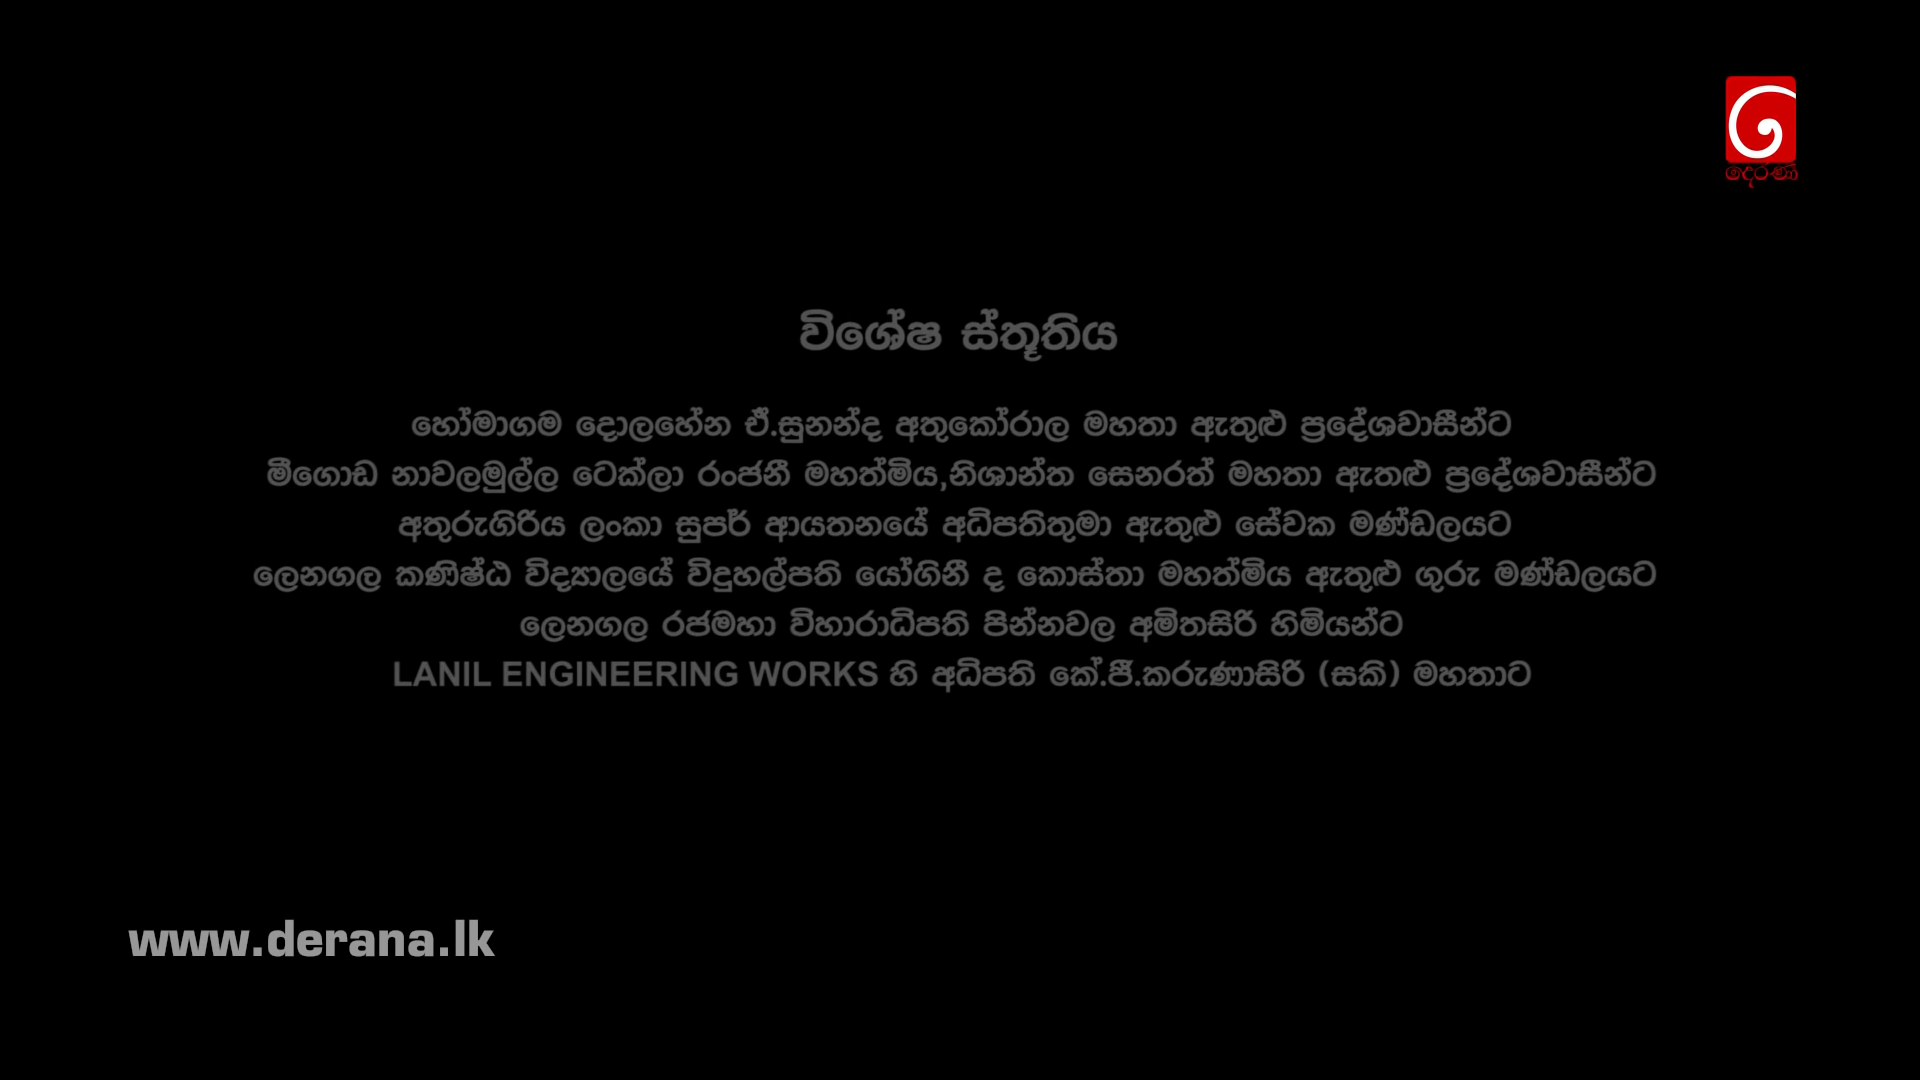 දෙරණ
විශේෂ ස්තූතිය
හෝමාගම දොලහේන ඒ.සුනන්ද අතුකෝරාල මහතා ඇතුළු ප්‍රදේශවාසීන්ට
මීගොඩ නාවලමුල්ල ටෙක්ලා රංජනී මහත්මිය,නිශාන්ත සෙනරත් මහතා ඇතළු ප්‍රදේශවාසීන්ට
අතුරුගිරිය ලංකා සුපර් ආයතනයේ අධිපතිතුමා ඇතුළු සේවක මණ්ඩලයට
ලෙනගල කණිෂ්ඨ විද්‍යාලයේ විදුහල්පති යෝගිනී ද කොස්තා මහත්මිය ඇතුළු ගුරු මණ්ඩලයට
ලෙනගල රජමහා විහාරාධිපති පින්නවල අමිතසිරි හිමියන්ට
LANIL ENGINEERING WORKS හි අධිපති කේ.ජී.කරුණාසිරි (සකි) මහතාට
www.derana.lk